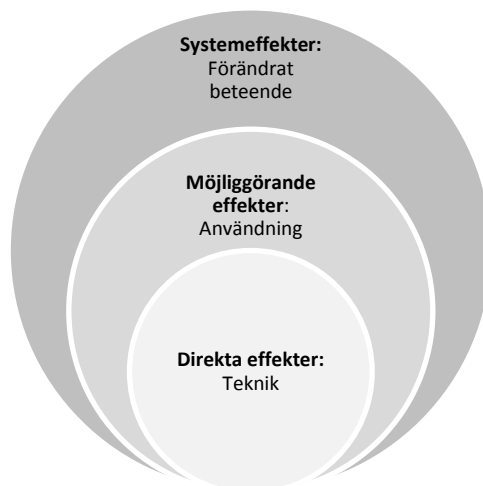 Systemeffekter:
Förändrat
beteende
Möjliggörande
effekter:
Användning
Direkta effekter:
Teknik